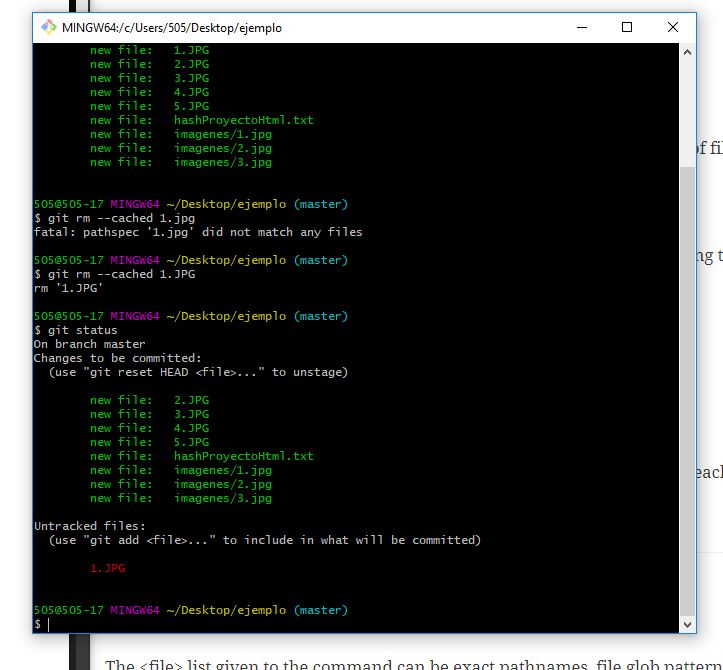 MINGW64:/c/Users/505/Desktop/ejemplo
new file: 1.JPG
new file: 2.JPG
new file: 3.JPG
new file: 4.JPG
new file: 5.JPG
new file: hashProyectoHtml.txt
new file: imagenes/1.jpg
new file: imagenes/2.jpg
new file: imagenes/3.jpg
505@505-17 MINGW64 ~/Desktop/ejemplo (master)
$ git rm --cached 1.jpg
fatal: pathspec '1.jpg' did not match any files
505@505-17 MINGW64 ~/Desktop/ejemplo (master)
$ git rm --cached 1.JPG
rm '1.JPG'
505@505-17 MINGW64 ~/Desktop/ejemplo (master)
$ git status
On branch master
Changes to be committed:
(use "git reset HEAD <file>..." to unstage)
new file: 2.JPG
new file: 3.JPG
new file: 4.JPG
new file: 5.JPG
new file: hashProyectoHtml.txt
new file: imagenes/1.jpg
new file: imagenes/2.jpg
new file: imagenes/3.jpg
Untracked files:
(use "git add <file>..." to include in what will be committed)
1.JPG
505@505-17 MINGW64 ~/Desktop/ejemplo (master)
$
The <file> list given to the command can be exact pathnames, file glob pattern